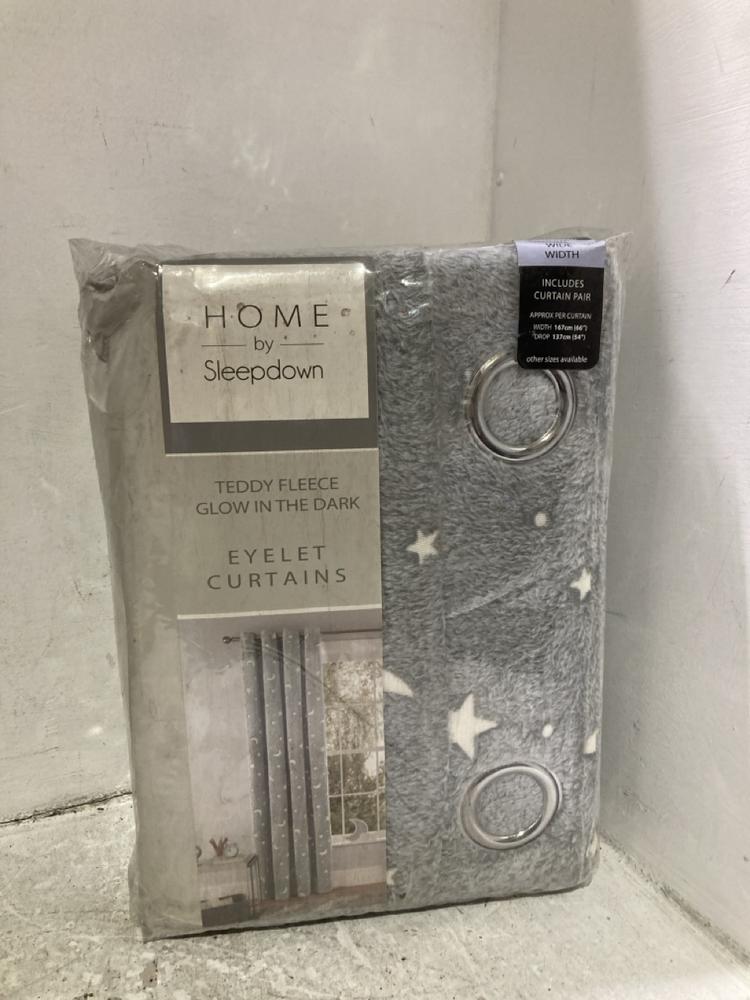 HOME
by
Sleepdown
TEDDY FLEECE
GLOW IN THE DARK
EYELET
CURTAINS
WIDE
WIDTH
INCLUDES
CURTAIN PAIR
APPROX PER CURTAIN
WIDTH 167cm (66")
DROP 137cm (54")
other sizes available